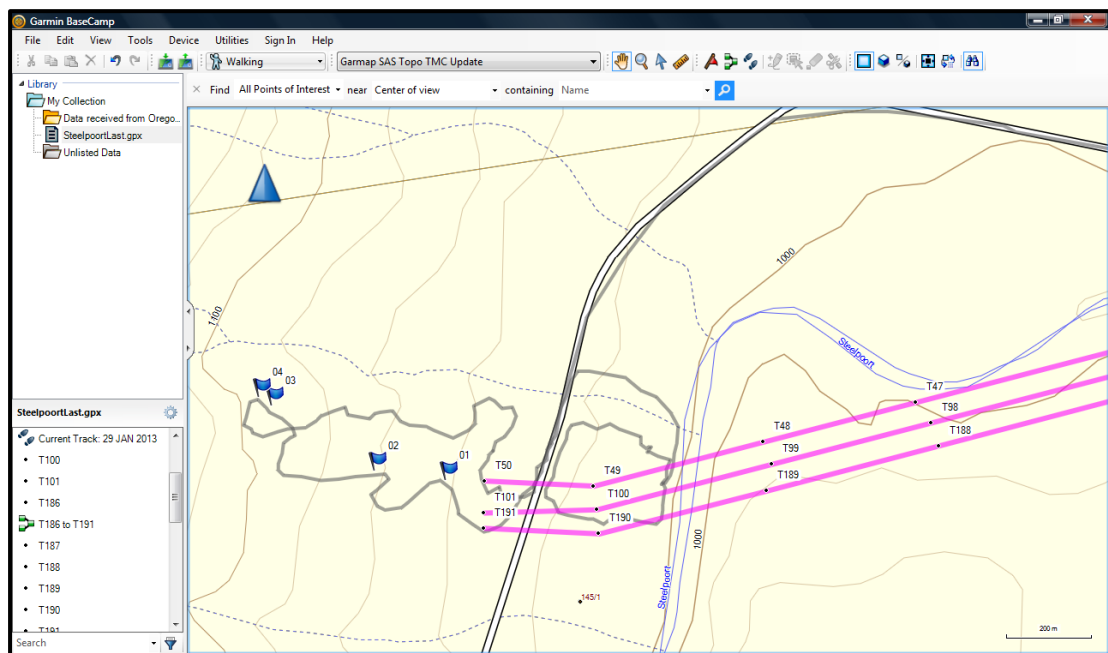 Garmin BaseCamp
File Edit View Tools Device Utilities Sign In Help
Walking
Garmap SAS Topo TMC Update
Library
My Collection
Data received from Orego...
SteelpoortLast.gpx
Unlisted Data
Find All Points of Interest near Center of view containing Name
1000
1100
Steelpoort
04
03
T47
02
01
T98
T48
T50
T99
T188
T49
T189
T101
T100
T191
T190
1000
Steelpoort
145/1
200 m
SteelpoortLast.gpx
Current Track: 29 JAN 2013
T100
T101
T186
T186 to T191
T187
T188
T189
T190
T191
Search